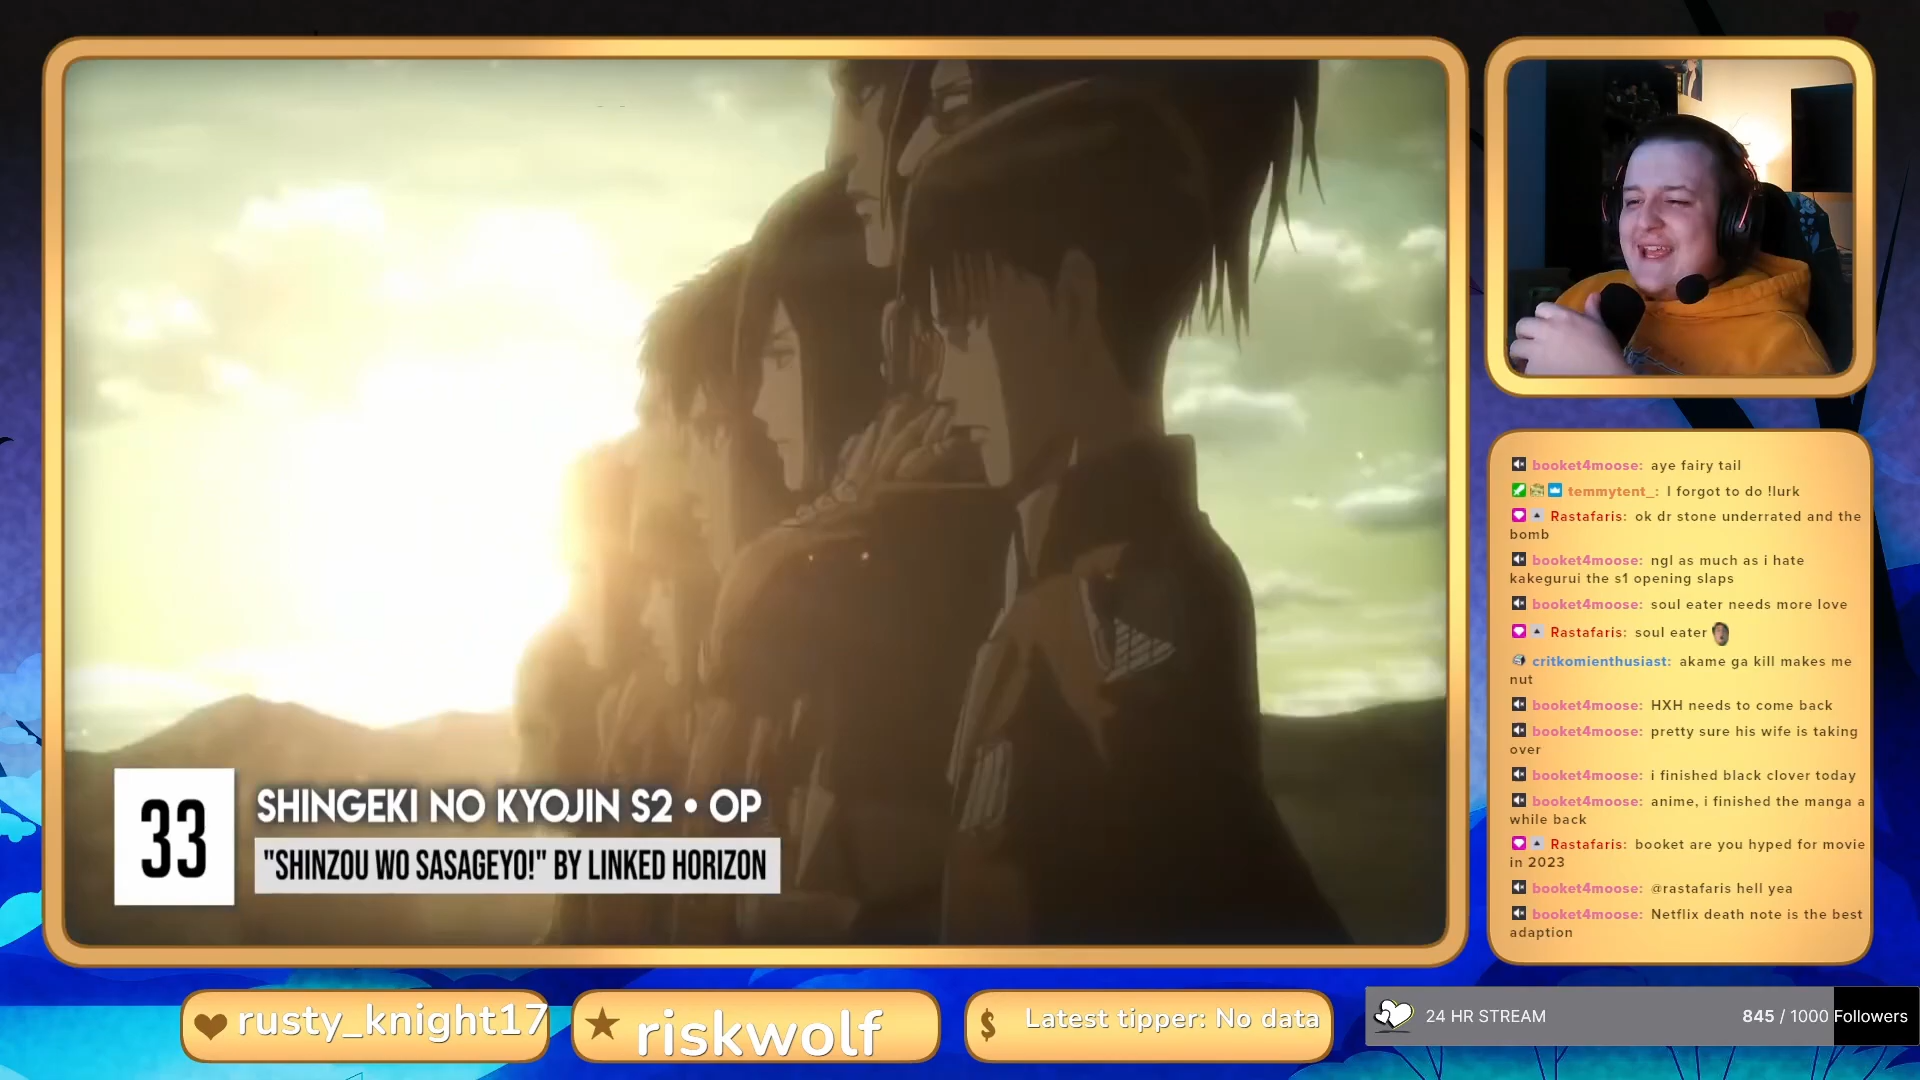 33
SHINGEKI NO KYOJIN S2 • OP
"SHINZOU WO SASAGEYO!" BY LINKED HORIZON
booket4moose: aye fairy tail
temmytent_: I forgot to do !lurk
Rastafaris: ok dr stone underrated and the
bomb
booket4moose: ngl as much as i hate
kakegurui the s1 opening slaps
booket4moose: soul eater needs more love
Rastafaris: soul eater
critkomienthusiast: akame ga kill makes me
nut
booket4moose: HXH needs to come back
booket4moose: pretty sure his wife is taking
over
booket4moose: i finished black clover today
booket4moose: anime, i finished the manga a
while back
Rastafaris: booket are you hyped for movie
in 2023
booket4moose: @rastafaris hell yea
booket4moose: Netflix death note is the best
adaption
rusty_knight17
riskwolf
$ Latest tipper: No data
24 HR STREAM 845 / 1000 Followers